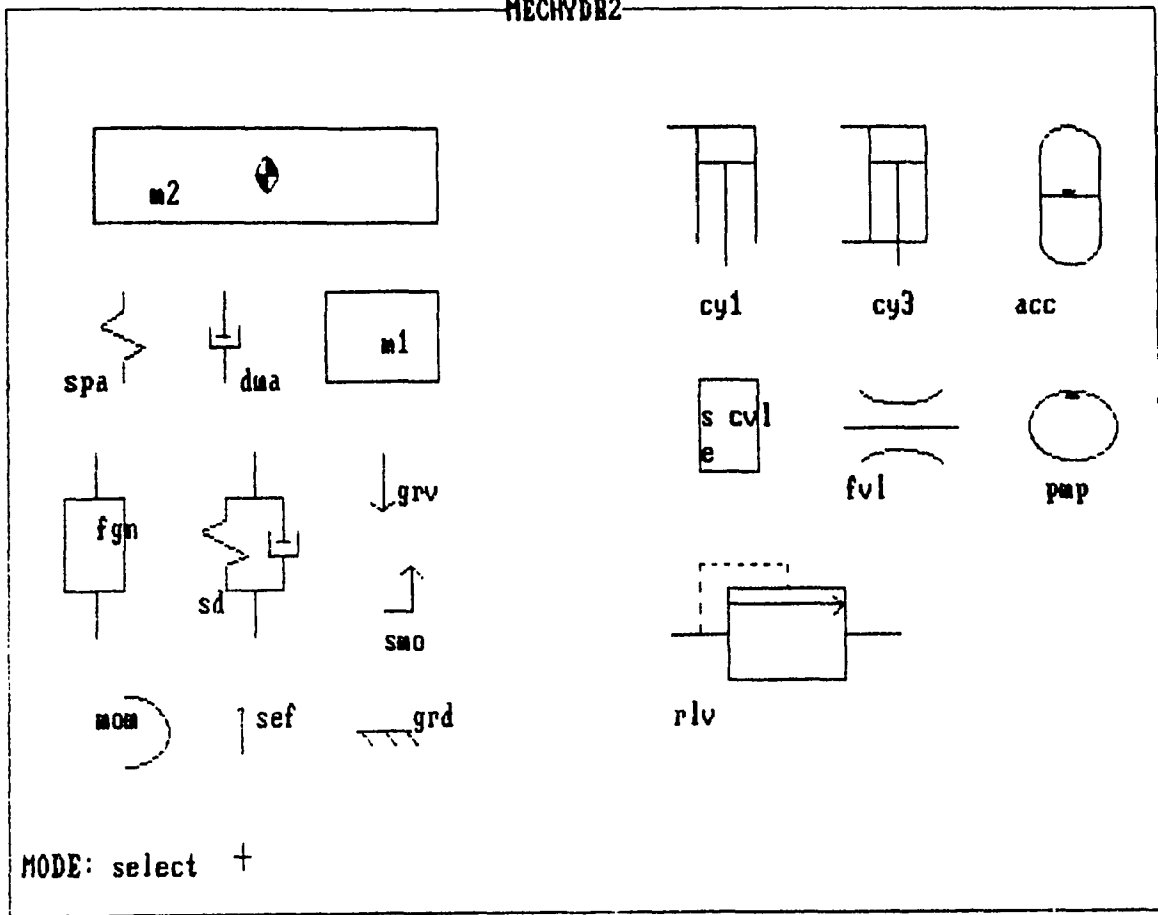 MECHYDB2
m2
cy1 cy3 acc
spa dma m1
s cvl
e
fvl pmp
fgm grv
sd
smo
mom sef grd
rlv
MODE: select